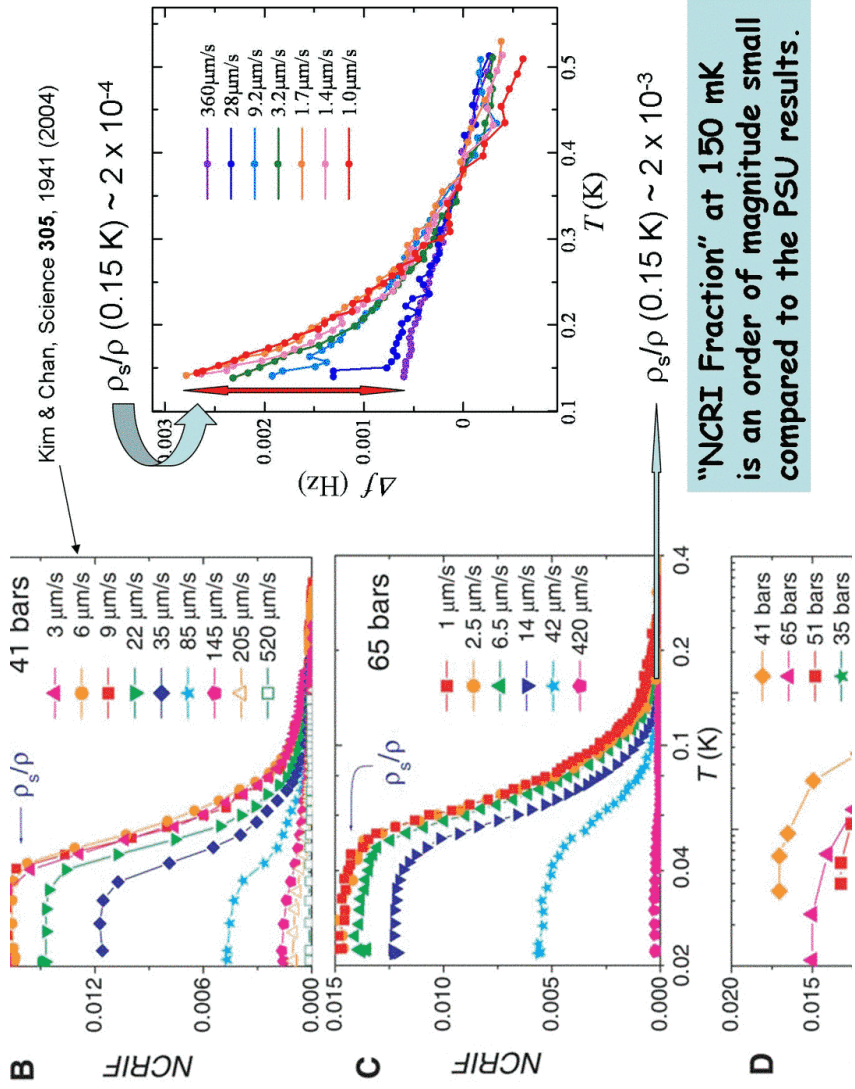 Kim & Chan, Science 305, 1941 (2004)
B
NCRIF
0.012
0.006
0.000
41 bars
ρs/ρ
3 μm/s
6 μm/s
9 μm/s
22 μm/s
35 μm/s
85 μm/s
145 μm/s
205 μm/s
520 μm/s
C
NCRIF
0.015
0.010
0.005
0.000
65 bars
ρs/ρ
1 μm/s
2.5 μm/s
6.5 μm/s
14 μm/s
42 μm/s
420 μm/s
0.02
0.04
0.1
0.2
0.4
T (K)
D
0.020
0.015
41 bars
65 bars
51 bars
35 bars
ρs/ρ (0.15 K) ~ 2 x 10-4
Δf (Hz)
0.003
0.002
0.001
0
360μm/s
28μm/s
9.2μm/s
3.2μm/s
1.7μm/s
1.4μm/s
1.0μm/s
0.1
0.2
0.3
0.4
0.5
T (K)
ρs/ρ (0.15 K) ~ 2 x 10-3
"NCRI Fraction" at 150 mK
is an order of magnitude small
compared to the PSU results.